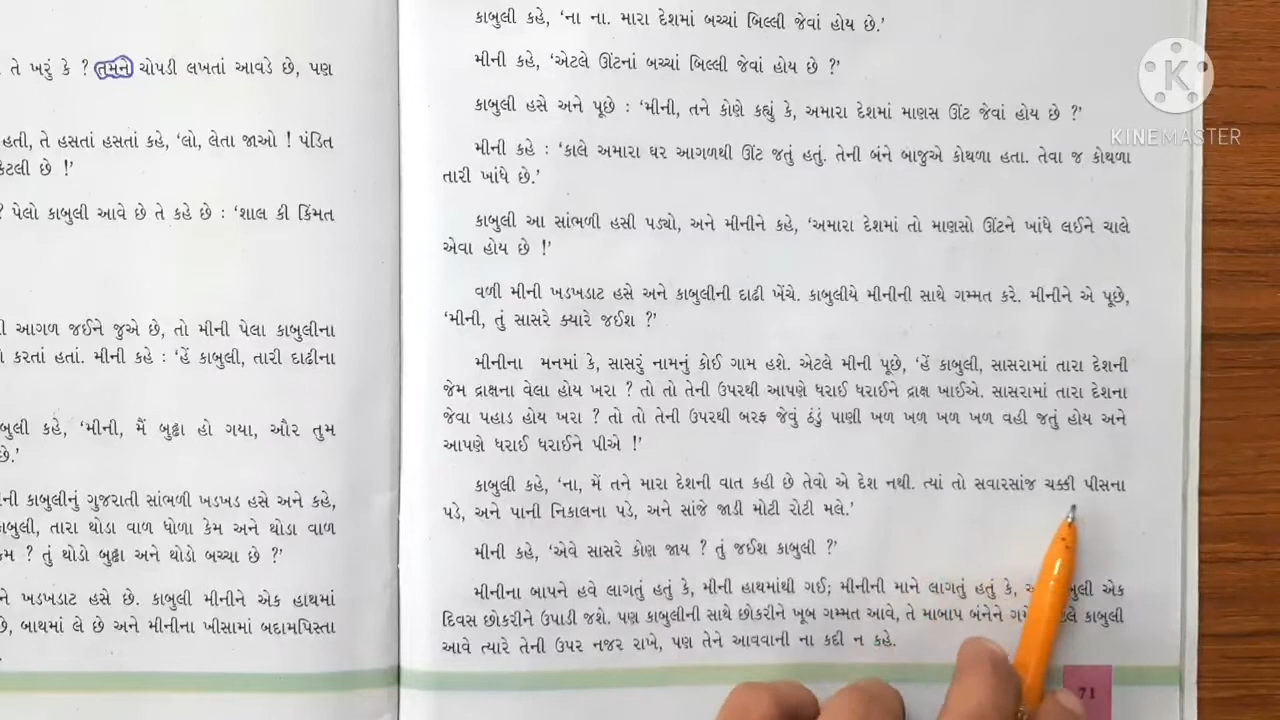 તે ખરું કે ? તમને ચોપડી લખતાં આવડે છે, પણ
હતી, તે હસતાં હસતાં કહે, ‘લો, લેતા જાઓ ! પંડિત
કેટલી છે !’
? પેલો કાબુલી આવે છે તે કહે છે : ‘શાલ કી કિંમત
આગળ જઈને જુએ છે, તો મીની પેલા કાબુલીના
કરતાં હતાં. મીની કહે : ‘હેં કાબુલી, તારી દાઢીના
કહે, ‘મીની, મૈં બુઢ્ઢા હો ગયા, ઔર તુમ
છે.’
કાબુલીનું ગુજરાતી સાંભળી ખડખડ હસે અને કહે,
તારા થોડા વાળ ધોળા કેમ અને થોડા વાળ
? તું થોડો બુઢ્ઢા અને થોડો બચ્ચા છે ?’
ખડખડાટ હસે છે. કાબુલી મીનીને એક હાથમાં
છે, બાથમાં લે છે અને મીનીના ખીસામાં બદામપિસ્તા
કાબુલી કહે, ‘ના ના. મારા દેશમાં બચ્ચાં બિલ્લી જેવાં હોય છે.’
મીની કહે, ‘એટલે ઊંટનાં બચ્ચાં બિલ્લી જેવાં હોય છે ?’
કાબુલી હસે અને પૂછે : ‘મીની, તને કોણે કહ્યું કે, અમારા દેશમાં માણસ ઊંટ જેવાં હોય છે ?’
મીની કહે : ‘કાલે અમારા ઘર આગળથી ઊંટ જતું હતું. તેની બંને બાજુએ કોથળા હતા. તેવા જ કોથળા
તારી ખાંધે છે.’
કાબુલી આ સાંભળી હસી પડ્યો, અને મીનીને કહે, ‘અમારા દેશમાં તો માણસો ઊંટને ખાંધે લઈને ચાલે
એવા હોય છે !’
વળી મીની ખડખડાટ હસે અને કાબુલીની દાઢી ખેંચે. કાબુલીયે મીનીની સાથે ગમ્મત કરે. મીનીને એ પૂછે,
‘મીની, તું સાસરે ક્યારે જઈશ ?’
મીનીના મનમાં કે, સાસરું નામનું કોઈ ગામ હશે. એટલે મીની પૂછે, ‘હેં કાબુલી, સાસરામાં તારા દેશની
જેમ દ્રાક્ષના વેલા હોય ખરા ? તો તો તેની ઉપરથી આપણે ધરાઈ ધરાઈને દ્રાક્ષ ખાઈએ. સાસરામાં તારા દેશના
જેવા પહાડ હોય ખરા ? તો તો તેની ઉપરથી બરફ જેવું ઠંડું પાણી ખળ ખળ ખળ ખળ વહી જતું હોય અને
આપણે ધરાઈ ધરાઈને પીએ !’
કાબુલી કહે, ‘ના, મેં તને મારા દેશની વાત કહી છે તેવો એ દેશ નથી. ત્યાં તો સવારસાંજ ચક્કી પીસના
પડે, અને પાની નિકાલના પડે, અને સાંજે જાડી મોટી રોટી મલે.’
મીની કહે, ‘એવે સાસરે કોણ જાય ? તું જઈશ કાબુલી ?’
મીનીના બાપને હવે લાગતું હતું કે, મીની હાથમાંથી ગઈ; મીનીની માને લાગતું હતું કે, એક
દિવસ છોકરીને ઉપાડી જશે. પણ કાબુલીની સાથે છોકરીને ખૂબ ગમ્મત આવે, તે માબાપ બંનેને કાબુલી
આવે ત્યારે તેની ઉપર નજર રાખે, પણ તેને આવવાની ના કદી ન કહે.
71
KINEMASTER